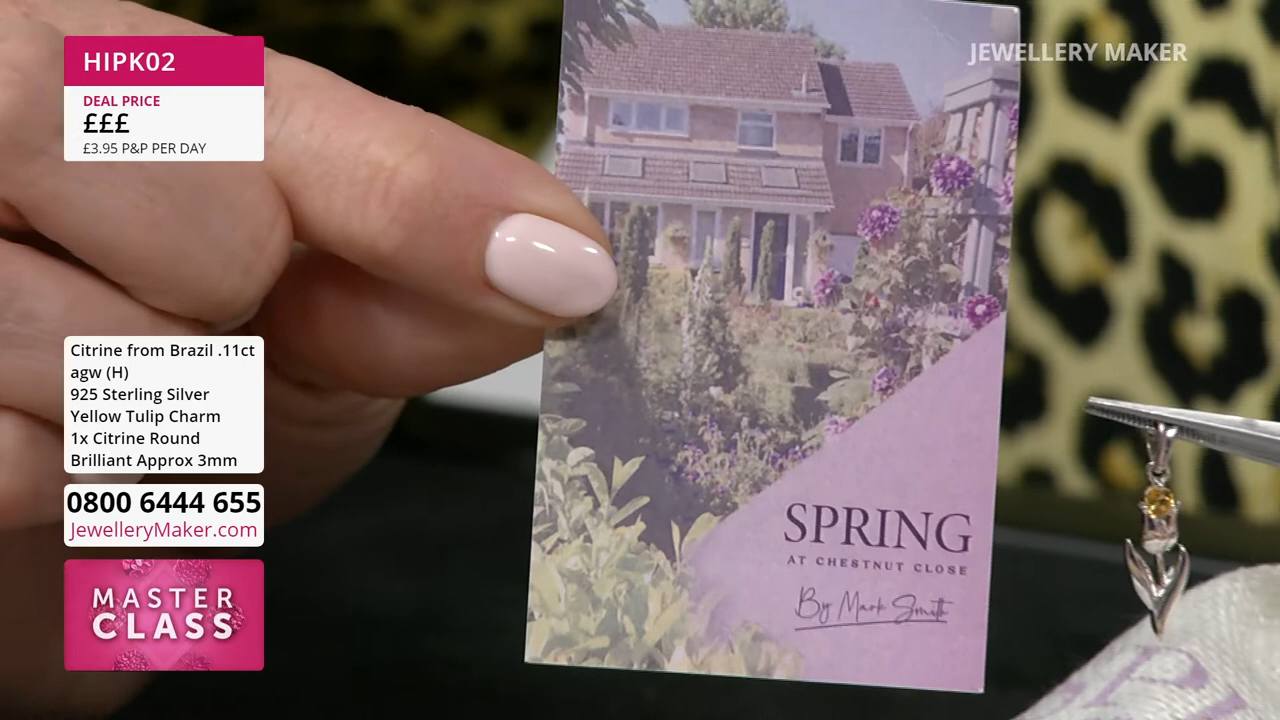 HIPK02
DEAL PRICE
£££
£3.95 P&P PER DAY
JEWELLERY MAKER
Citrine from Brazil .11ct
agw (H)
925 Sterling Silver
Yellow Tulip Charm
1x Citrine Round
Brilliant Approx 3mm
0800 6444 655
JewelleryMaker.com
MASTER
CLASS
SPRING
AT CHESTNUT CLOSE
By Mark Smith